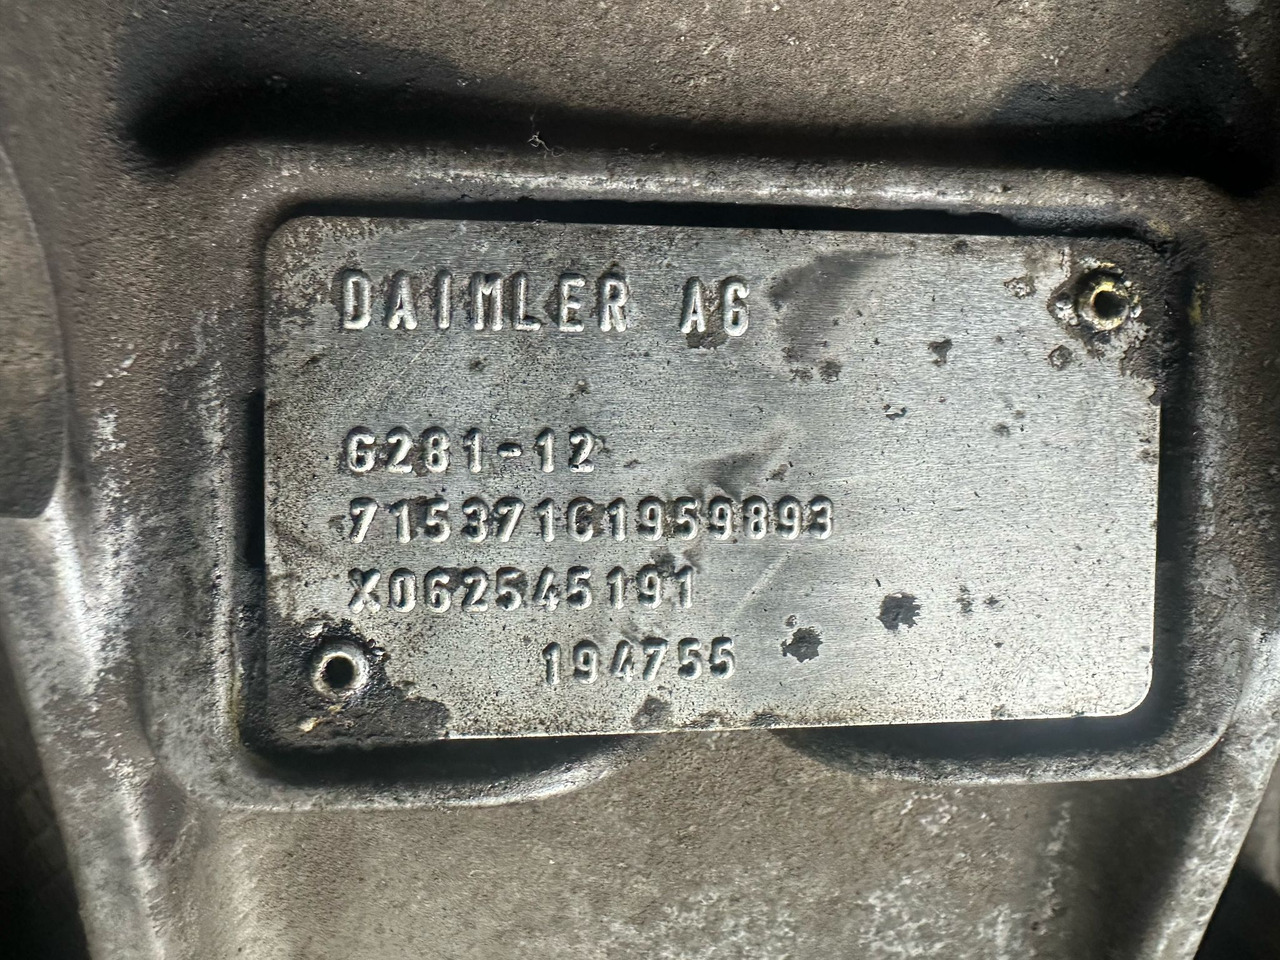 DAIMLER AG
G281-12
715371C1959893
X062545191
194755